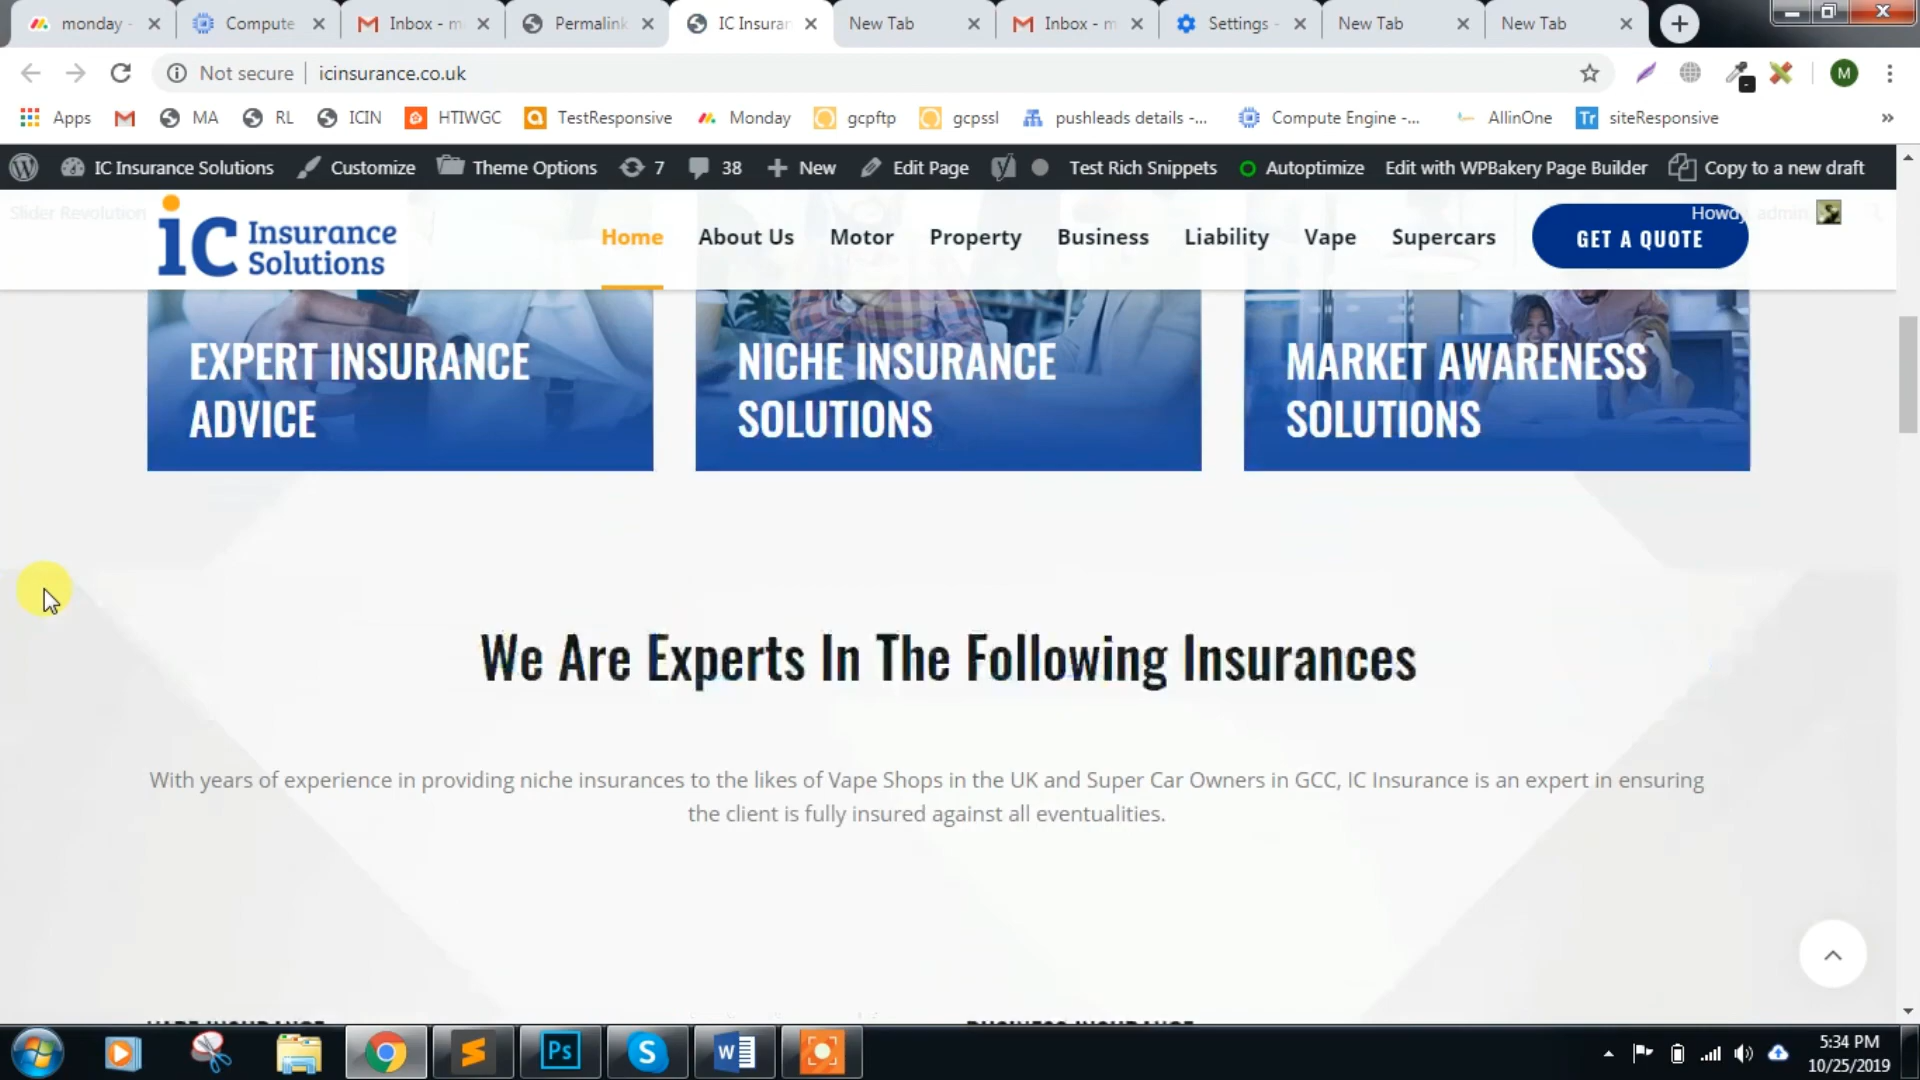 monday -
Compute
Inbox - m
Permalink
IC Insuran
New Tab
Inbox - m
Settings -
New Tab
New Tab
Not secure
icinsurance.co.uk
Apps
MA
RL
ICIN
HTIWGC
TestResponsive
Monday
gcpftp
gcpssl
pushleads details -...
Compute Engine -...
AllinOne
Tr siteResponsive
»
IC Insurance Solutions
Customize
Theme Options
7
38
New
Edit Page
Test Rich Snippets
Autoptimize
Edit with WPBakery Page Builder
Copy to a new draft
Slider Revolution
Howdy, admin
iC Insurance
Solutions
Home
About Us
Motor
Property
Business
Liability
Vape
Supercars
GET A QUOTE
EXPERT INSURANCE
ADVICE
NICHE INSURANCE
SOLUTIONS
MARKET AWARENESS
SOLUTIONS
We Are Experts In The Following Insurances
With years of experience in providing niche insurances to the likes of Vape Shops in the UK and Super Car Owners in GCC, IC Insurance is an expert in ensuring
the client is fully insured against all eventualities.
Ps
S
W
5:34 PM
10/25/2019
M